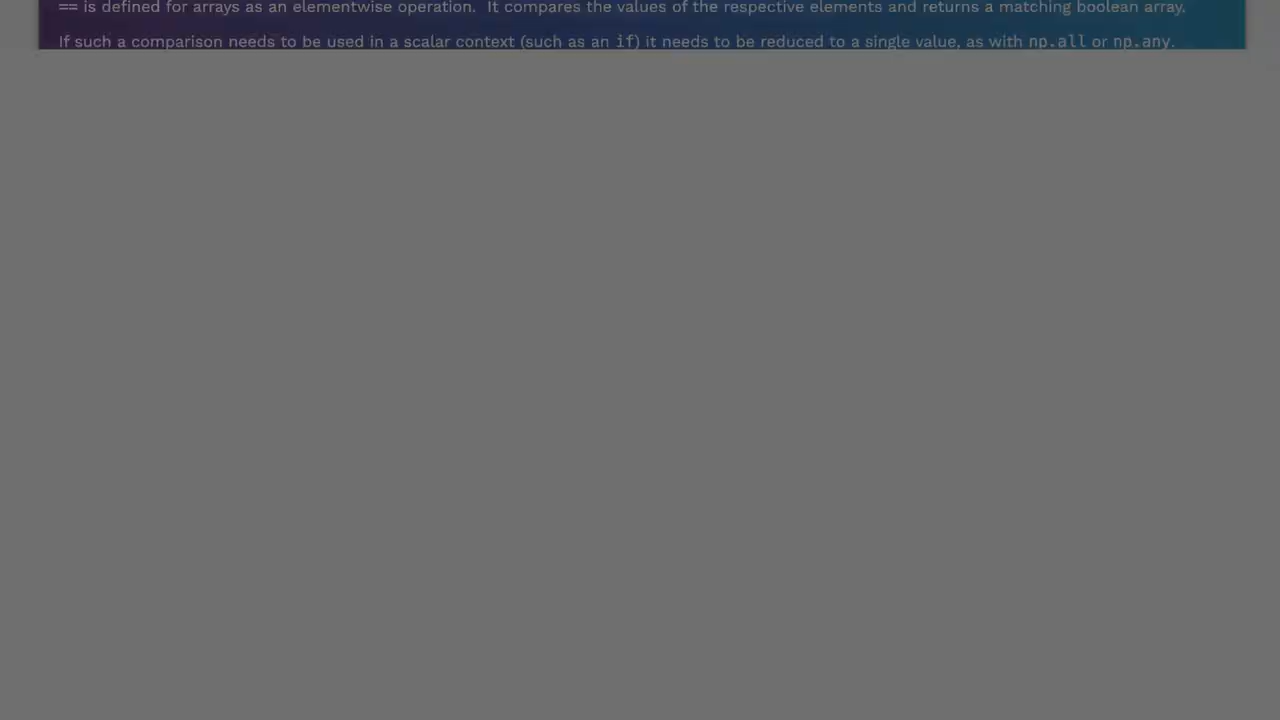 == is defined for arrays as an elementwise operation. It compares the values of the respective elements and returns a matching boolean array.
If such a comparison needs to be used in a scalar context (such as an if) it needs to be reduced to a single value, as with np.all or np.any.